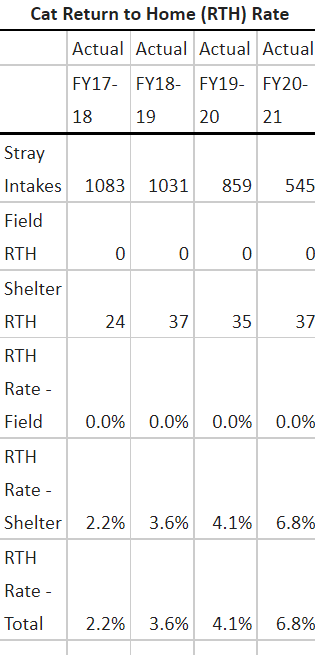 Cat Return to Home (RTH) Rate
Actual Actual Actual Actual
FY17- FY18- FY19- FY20-
18 19 20 21
Stray
Intakes 1083 1031 859 545
Field
RTH 0 0 0 0
Shelter
RTH 24 37 35 37
RTH
Rate -
Field 0.0% 0.0% 0.0% 0.0%
RTH
Rate -
Shelter 2.2% 3.6% 4.1% 6.8%
RTH
Rate -
Total 2.2% 3.6% 4.1% 6.8%